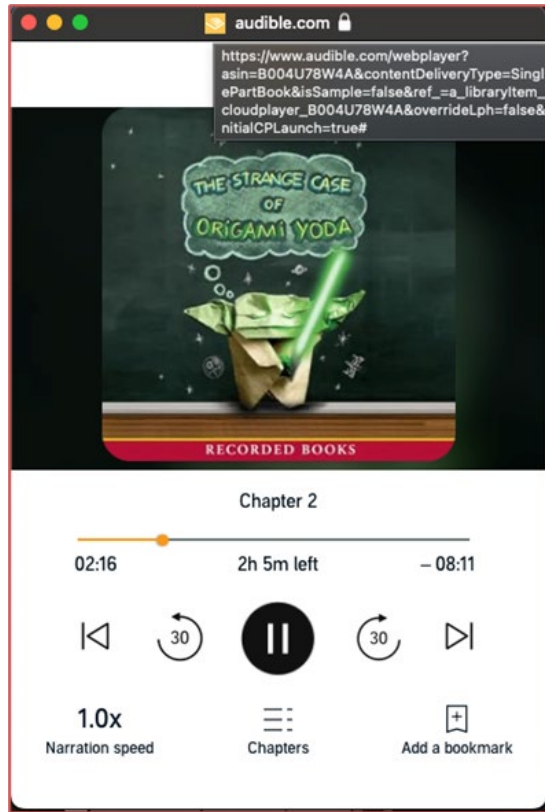 audible.com
https://www.audible.com/webplayer?
asin=B004U78W4A&contentDeliveryType=Singl
ePartBook&isSample=false&ref_=a_libraryItem_
cloudplayer_B004U78W4A&overrideLph=false&
nitialCPLaunch=true#
THE STRANGE CASE
OF
ORIGAMI YODA
RECORDED BOOKS
Chapter 2
02:16 2h 5m left – 08:11
30 30
1.0x
Narration speed Chapters Add a bookmark